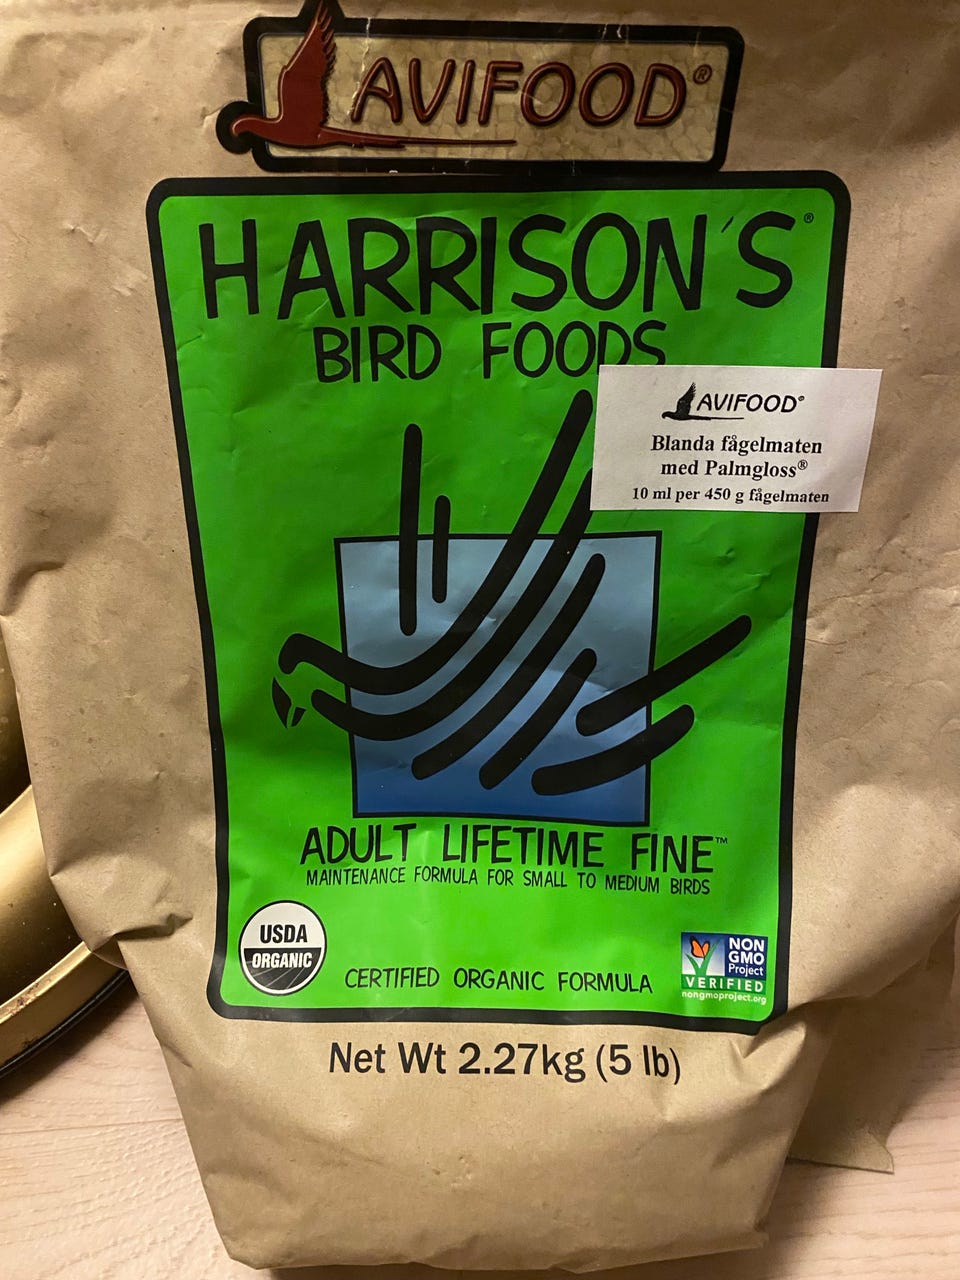 AVIFOOD®
HARRISON'S®
BIRD FOODS
AVIFOOD®
Blanda fågelmaten
med Palmgloss®
10 ml per 450 g fågelmaten
ADULT LIFETIME FINE™
MAINTENANCE FORMULA FOR SMALL TO MEDIUM BIRDS
USDA
ORGANIC
CERTIFIED ORGANIC FORMULA
NON
GMO
Project
VERIFIED
nongmoproject.org
Net Wt 2.27kg (5 lb)